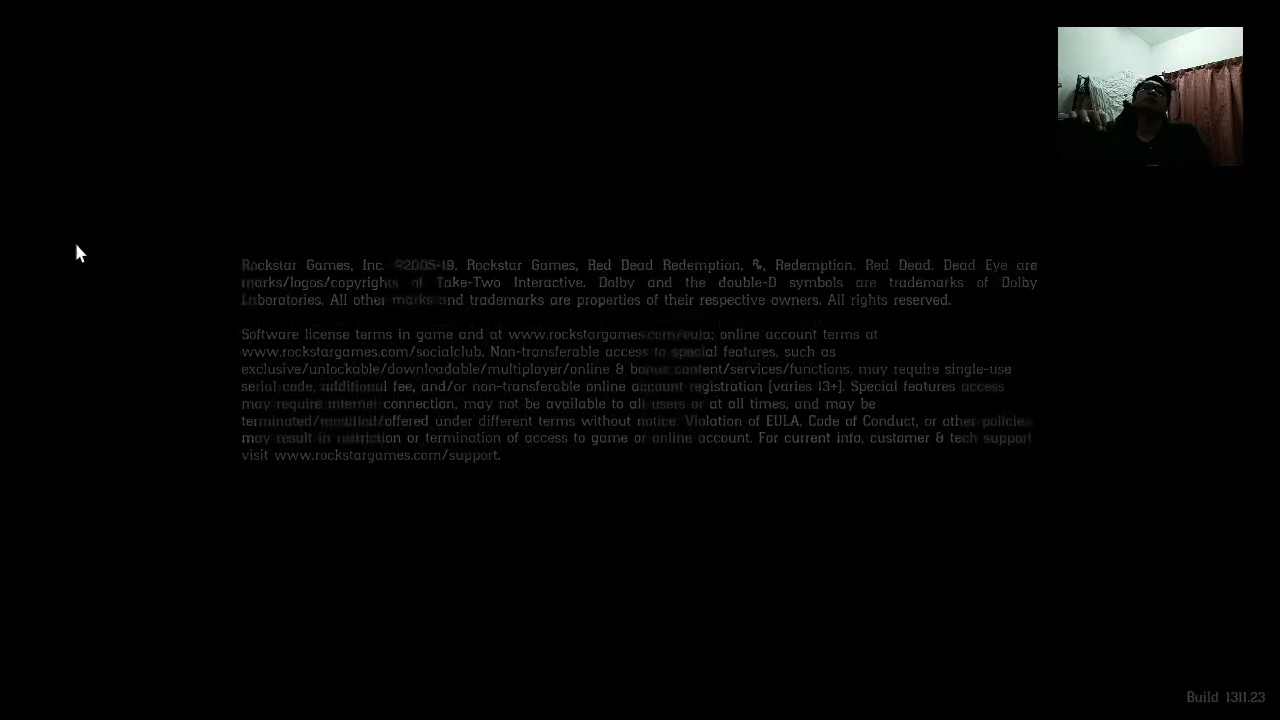 Rockstar Games, Inc. ©2005-19. Rockstar Games, Red Dead Redemption, R*, Redemption, Red Dead, Dead Eye are
marks/logos/copyrights of Take-Two Interactive. Dolby and the double-D symbols are trademarks of Dolby
Laboratories. All other marks and trademarks are properties of their respective owners. All rights reserved.
Software license terms in game and at www.rockstargames.com/eula; online account terms at
www.rockstargames.com/socialclub. Non-transferable access to special features, such as
exclusive/unlockable/downloadable/multiplayer/online & bonus content/services/functions, may require single-use
serial code, additional fee, and/or non-transferable online account registration (varies 13+). Special features access
may require internet connection, may not be available to all users or at all times, and may be
terminated/modified/offered under different terms without notice. Violation of EULA, Code of Conduct, or other policies
may result in restriction or termination of access to game or online account. For current info, customer & tech support
visit www.rockstargames.com/support.
Build 1311.23